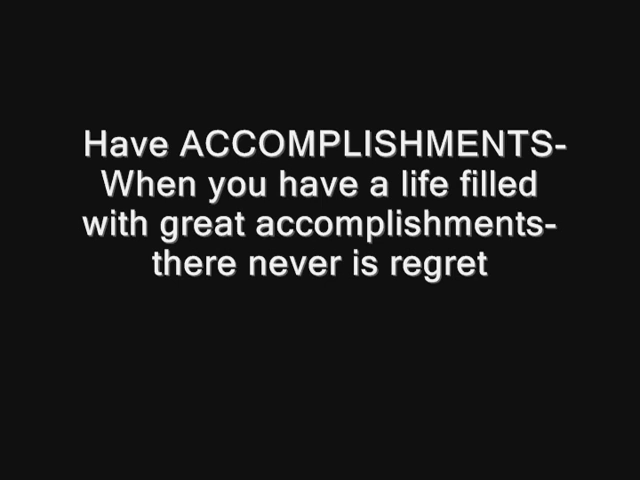 Have ACCOMPLISHMENTS-
When you have a life filled
with great accomplishments-
there never is regret